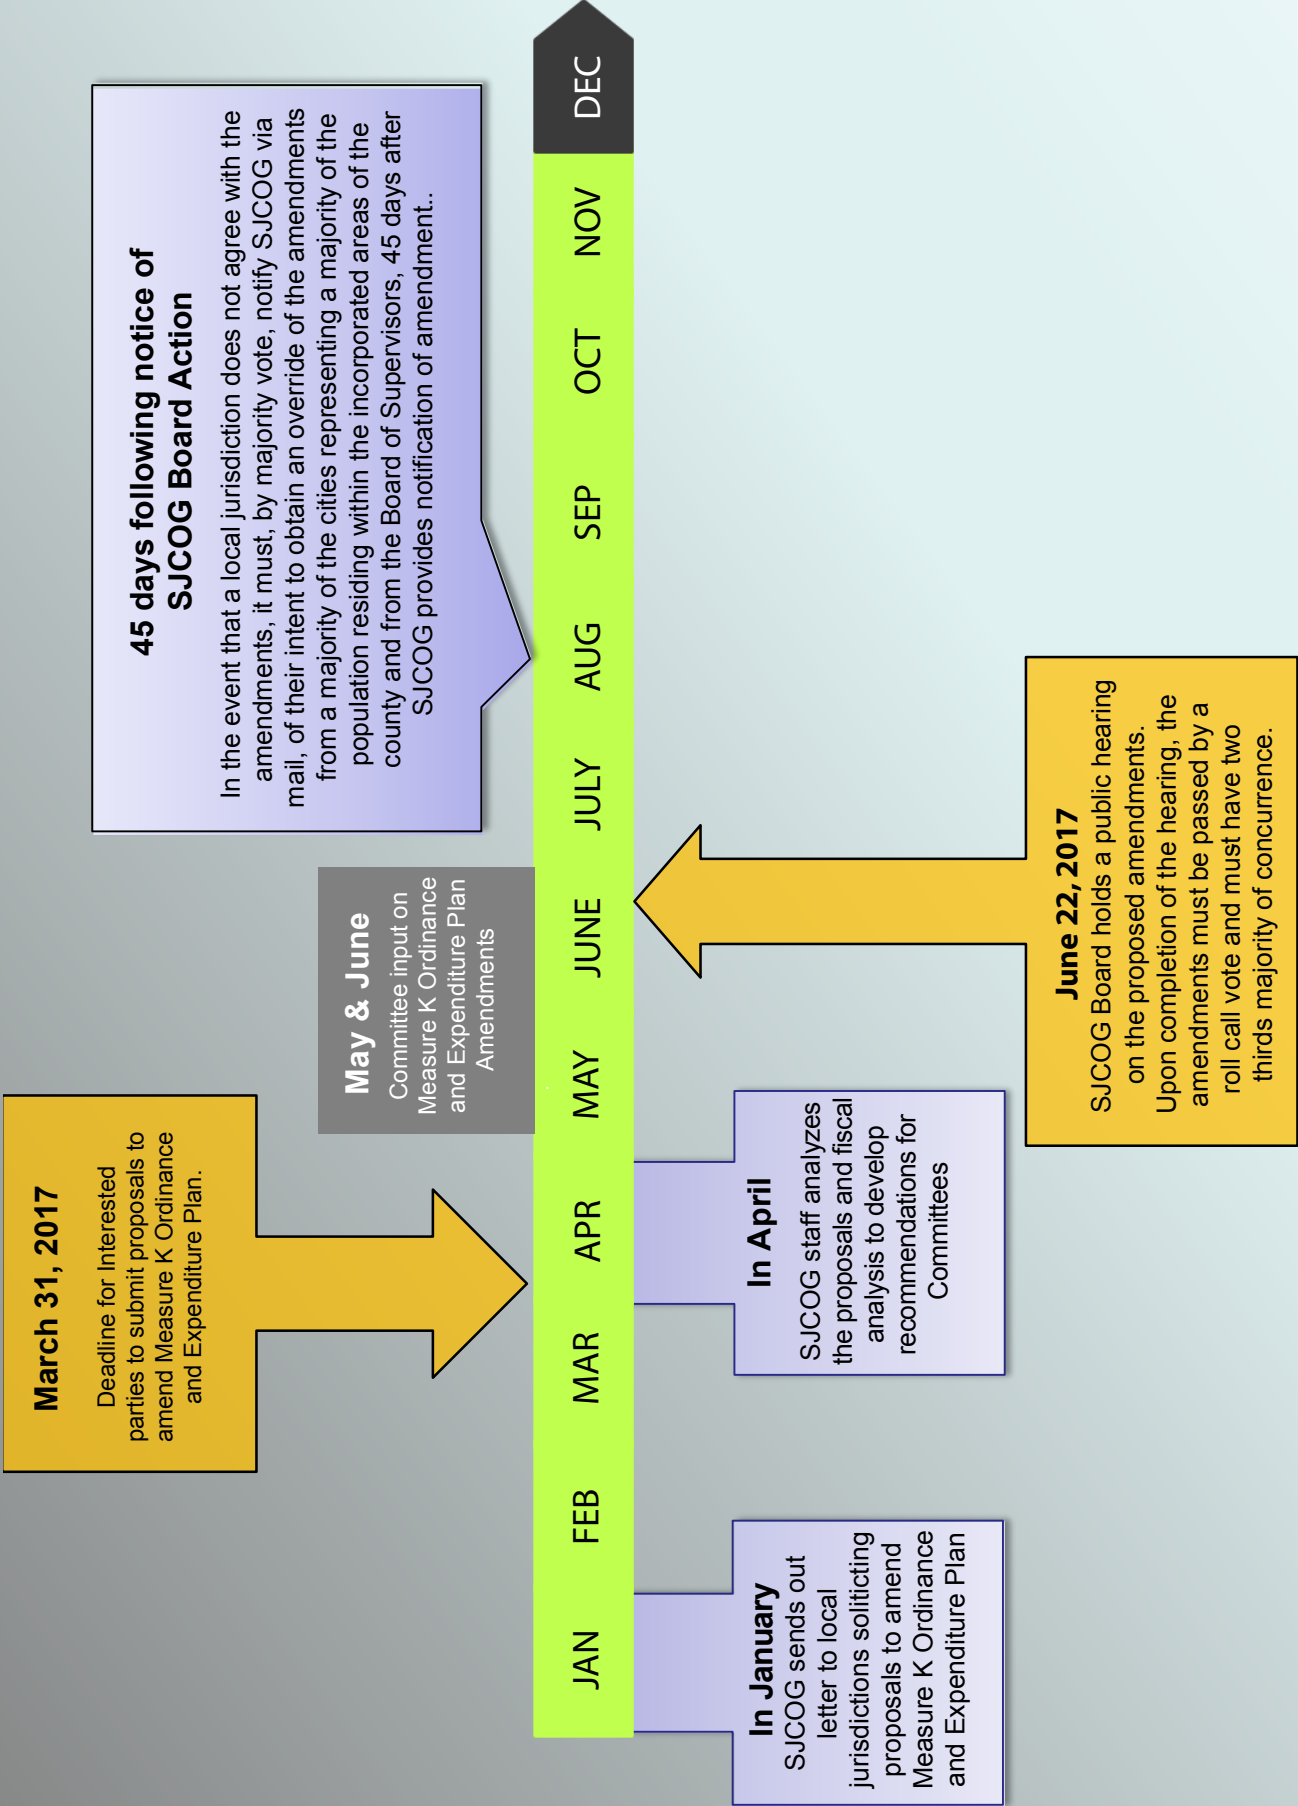 March 31, 2017
Deadline for Interested
parties to submit proposals to
amend Measure K Ordinance
and Expenditure Plan.
May & June
Committee input on
Measure K Ordinance
and Expenditure Plan
Amendments
45 days following notice of
SJCOG Board Action
In the event that a local jurisdiction does not agree with the
amendments, it must, by majority vote, notify SJCOG via
mail, of their intent to obtain an override of the amendments
from a majority of the cities representing a majority of the
population residing within the incorporated areas of the
county and from the Board of Supervisors, 45 days after
SJCOG provides notification of amendment..
JAN FEB MAR APR MAY JUNE JULY AUG SEP OCT NOV DEC
In January
SJCOG sends out
letter to local
jurisdictions soliticting
proposals to amend
Measure K Ordinance
and Expenditure Plan
In April
SJCOG staff analyzes
the proposals and fiscal
analysis to develop
recommendations for
Committees
June 22, 2017
SJCOG Board holds a public hearing
on the proposed amendments.
Upon completion of the hearing, the
amendments must be passed by a
roll call vote and must have two
thirds majority of concurrence.